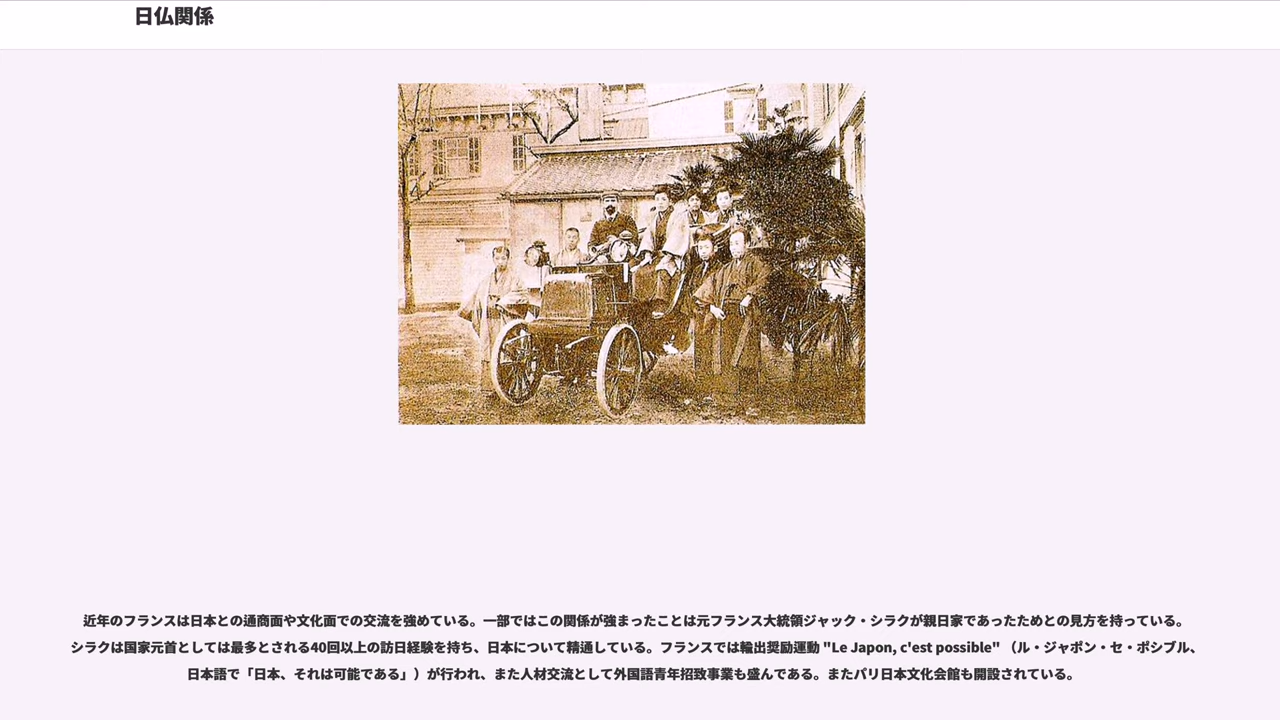 日仏関係
近年のフランスは日本との通商面や文化面での交流を強めている。一部ではこの関係が強まったことは元フランス大統領ジャック・シラクが親日家であったためとの見方を持っている。
シラクは国家元首としては最多とされる40回以上の訪日経験を持ち、日本について精通している。フランスでは輸出奨励運動 "Le Japon, c'est possible" （ル・ジャポン・セ・ポシブル、
日本語で「日本、それは可能である」）が行われ、また人材交流として外国語青年招致事業も盛んである。またパリ日本文化会館も開設されている。